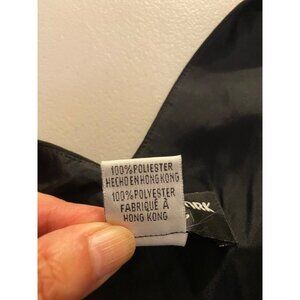 100%POLIESTER
HECHO EN HONG KONG
100%POLYESTER
FABRIQUÉ À
HONG KONG